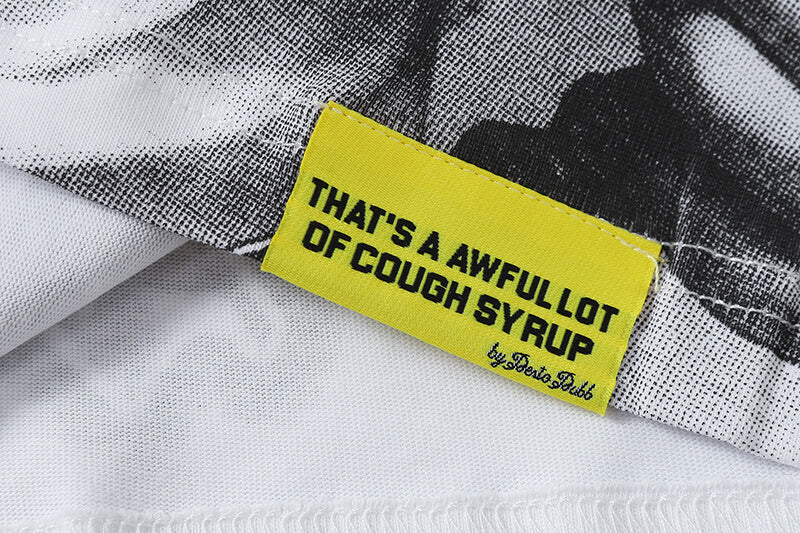 THAT'S A AWFUL LOT
OF COUGH SYRUP
by Desto Dubb